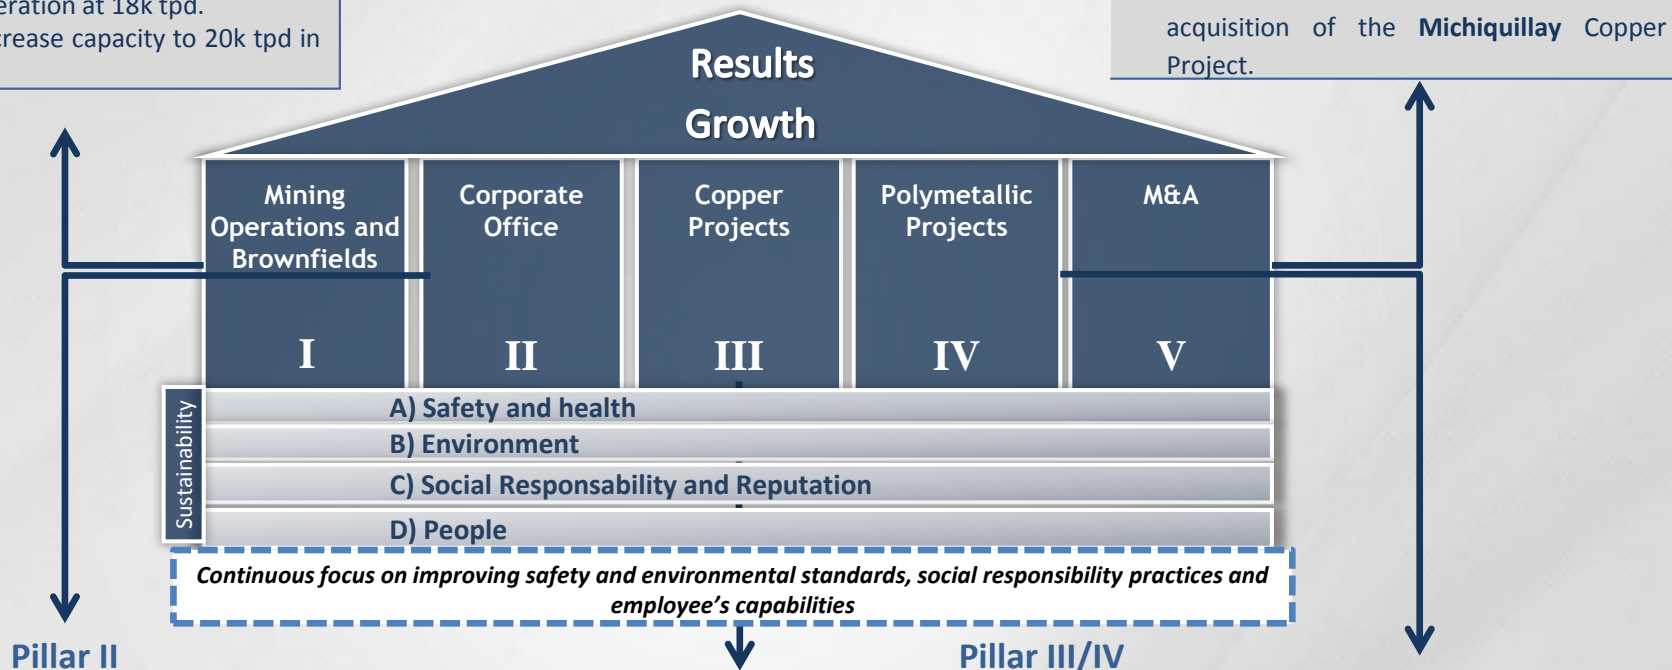 eration at 18k tpd.
crease capacity to 20k tpd in
acquisition of the Michiquillay Copper
Project.
Results
Growth
Mining
Operations and
Brownfields
I
Corporate
Office
II
Copper
Projects
III
Polymetallic
Projects
IV
M&A
V
Sustainability
A) Safety and health
B) Environment
C) Social Responsability and Reputation
D) People
Continuous focus on improving safety and environmental standards, social responsibility practices and
employee’s capabilities
Pillar II
Pillar III/IV